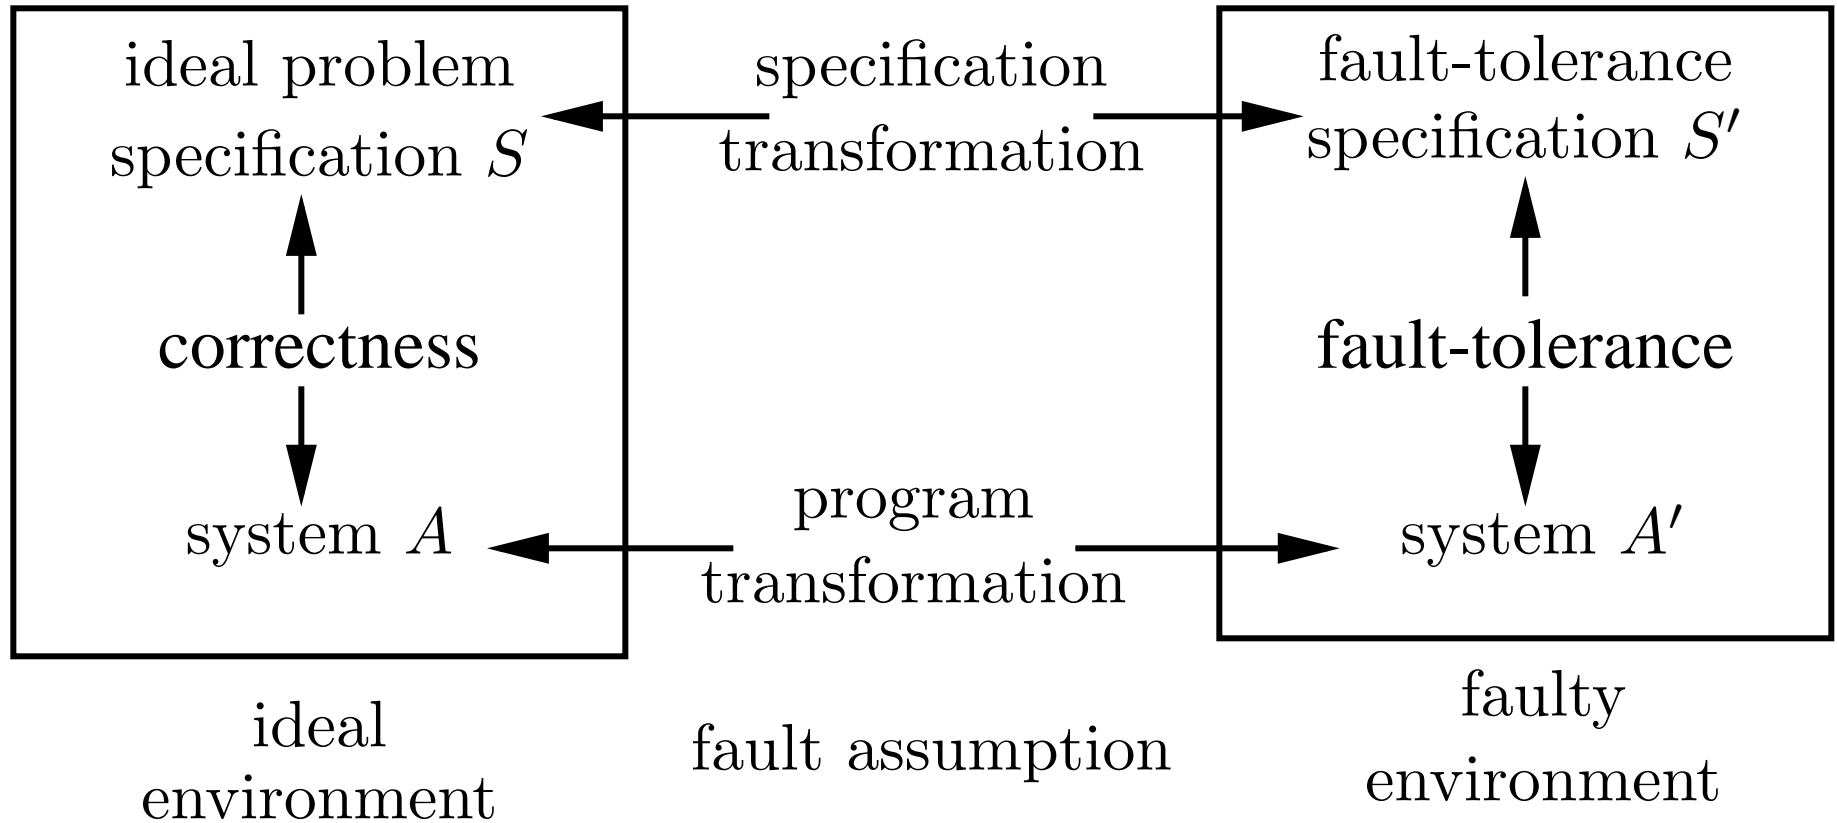 ideal problem
specification S
correctness
system A
ideal
environment
specification
transformation
program
transformation
fault assumption
fault-tolerance
specification S′
fault-tolerance
system A′
faulty
environment